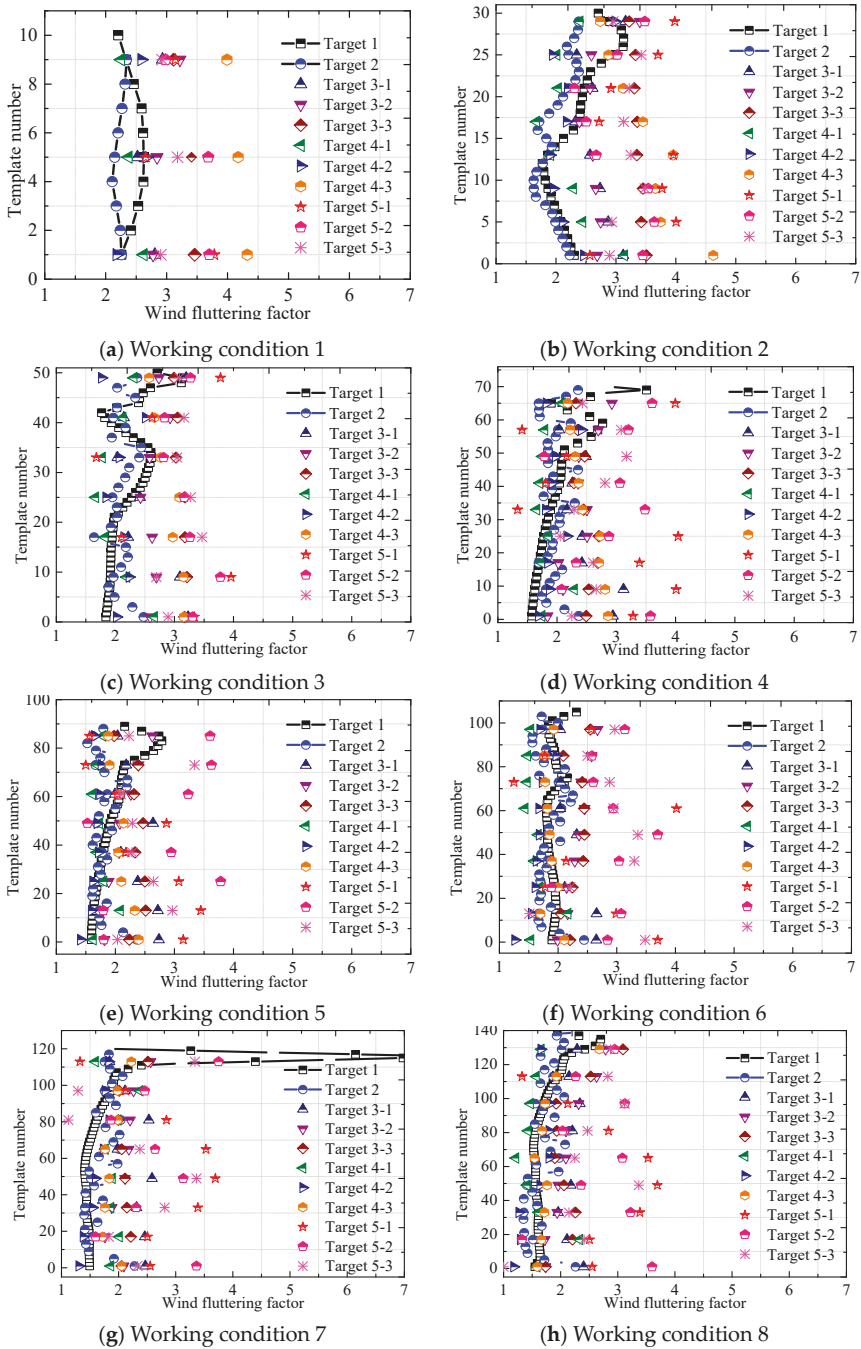 Template number
10
8
6
4
2
0
Target 1
Target 2
Target 3-1
Target 3-2
Target 3-3
Target 4-1
Target 4-2
Target 4-3
Target 5-1
Target 5-2
Target 5-3
1 2 3 4 5 6 7
Wind fluttering factor
(a) Working condition 1
Template number
30
25
20
15
10
5
0
Target 1
Target 2
Target 3-1
Target 3-2
Target 3-3
Target 4-1
Target 4-2
Target 4-3
Target 5-1
Target 5-2
Target 5-3
1 2 3 4 5 6 7
Wind fluttering factor
(b) Working condition 2
Template number
50
40
30
20
10
0
Target 1
Target 2
Target 3-1
Target 3-2
Target 3-3
Target 4-1
Target 4-2
Target 4-3
Target 5-1
Target 5-2
Target 5-3
1 2 3 4 5 6 7
Wind fluttering factor
(c) Working condition 3
Template number
70
60
50
40
30
20
10
0
Target 1
Target 2
Target 3-1
Target 3-2
Target 3-3
Target 4-1
Target 4-2
Target 4-3
Target 5-1
Target 5-2
Target 5-3
1 2 3 4 5 6 7
Wind fluttering factor
(d) Working condition 4
Template number
100
80
60
40
20
0
Target 1
Target 2
Target 3-1
Target 3-2
Target 3-3
Target 4-1
Target 4-2
Target 4-3
Target 5-1
Target 5-2
Target 5-3
1 2 3 4 5 6 7
Wind fluttering factor
(e) Working condition 5
Template number
100
80
60
40
20
0
Target 1
Target 2
Target 3-1
Target 3-2
Target 3-3
Target 4-1
Target 4-2
Target 4-3
Target 5-1
Target 5-2
Target 5-3
1 2 3 4 5 6 7
Wind fluttering factor
(f) Working condition 6
Template number
120
100
80
60
40
20
0
Target 1
Target 2
Target 3-1
Target 3-2
Target 3-3
Target 4-1
Target 4-2
Target 4-3
Target 5-1
Target 5-2
Target 5-3
1 2 3 4 5 6 7
Wind fluttering factor
(g) Working condition 7
Template number
140
120
100
80
60
40
20
0
Target 1
Target 2
Target 3-1
Target 3-2
Target 3-3
Target 4-1
Target 4-2
Target 4-3
Target 5-1
Target 5-2
Target 5-3
1 2 3 4 5 6 7
Wind fluttering factor
(h) Working condition 8